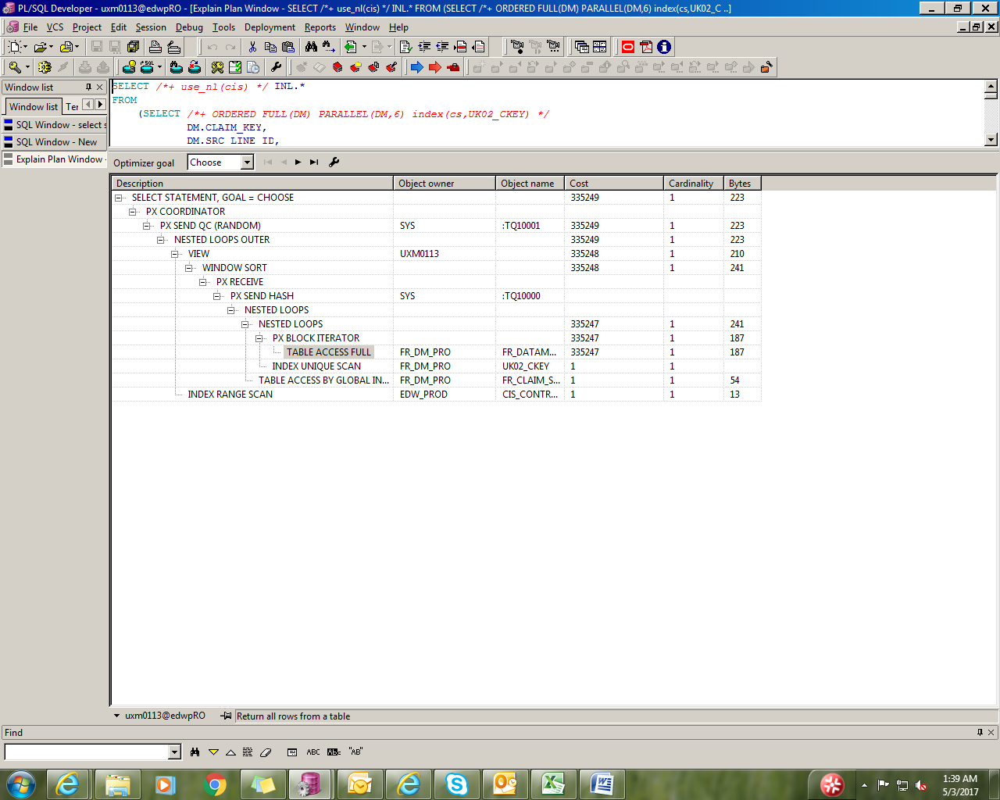 PL/SQL Developer - uxm0113@edwpRO - [Explain Plan Window - SELECT /*+ use_nl(cis) */ INL.* FROM (SELECT /*+ ORDERED FULL(DM) PARALLEL(DM,6) index(cs,UK02_C ..]
File VCS Project Edit Session Debug Tools Deployment Reports Window Help
Window list
Window list Ter
SQL Window - select s
SQL Window - New
Explain Plan Window -
SELECT /*+ use_nl(cis) */ INL.*
FROM
(SELECT /*+ ORDERED FULL(DM) PARALLEL(DM,6) index(cs,UK02_CKEY) */
DM.CLAIM_KEY,
DM.SRC_LINE_ID,
Optimizer goal Choose
Description Object owner Object name Cost Cardinality Bytes
SELECT STATEMENT, GOAL = CHOOSE 335249 1 223
PX COORDINATOR
PX SEND QC (RANDOM) SYS :TQ10001 335249 1 223
NESTED LOOPS OUTER 335249 1 223
VIEW UXM0113 335248 1 210
WINDOW SORT 335248 1 241
PX RECEIVE
PX SEND HASH SYS :TQ10000
NESTED LOOPS
NESTED LOOPS 335247 1 241
PX BLOCK ITERATOR 335247 1 187
TABLE ACCESS FULL FR_DM_PRO FR_DATAM... 335247 1 187
INDEX UNIQUE SCAN FR_DM_PRO UK02_CKEY 1 1
TABLE ACCESS BY GLOBAL IN... FR_DM_PRO FR_CLAIM_S... 1 1 54
INDEX RANGE SCAN EDW_PROD CIS_CONTR... 1 1 13
uxm0113@edwpRO Return all rows from a table
Find
ABC "AB"
1:39 AM
5/3/2017